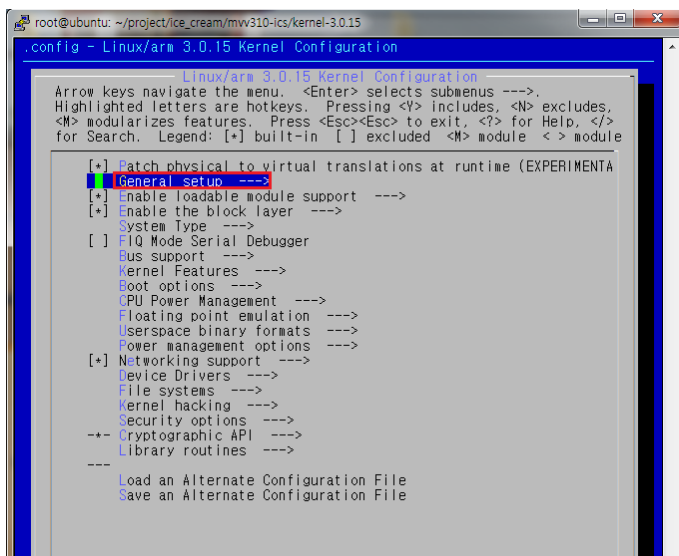 root@ubuntu: ~/project/ice_cream/mvv310-ics/kernel-3.0.15
.config - Linux/arm 3.0.15 Kernel Configuration
Linux/arm 3.0.15 Kernel Configuration
Arrow keys navigate the menu.  <Enter> selects submenus --->.
Highlighted letters are hotkeys.  Pressing <Y> includes, <N> excludes,
<M> modularizes features.  Press <Esc><Esc> to exit, <?> for Help, </>
for Search.  Legend: [*] built-in  [ ] excluded  <M> module  < > module
[*] Patch physical to virtual translations at runtime (EXPERIMENTA
General setup  --->
[*] Enable loadable module support  --->
[*] Enable the block layer  --->
System Type  --->
[ ] FIQ Mode Serial Debugger
Bus support  --->
Kernel Features  --->
Boot options  --->
CPU Power Management  --->
Floating point emulation  --->
Userspace binary formats  --->
Power management options  --->
[*] Networking support  --->
Device Drivers  --->
File systems  --->
Kernel hacking  --->
Security options  --->
-*- Cryptographic API  --->
Library routines  --->
---
Load an Alternate Configuration File
Save an Alternate Configuration File